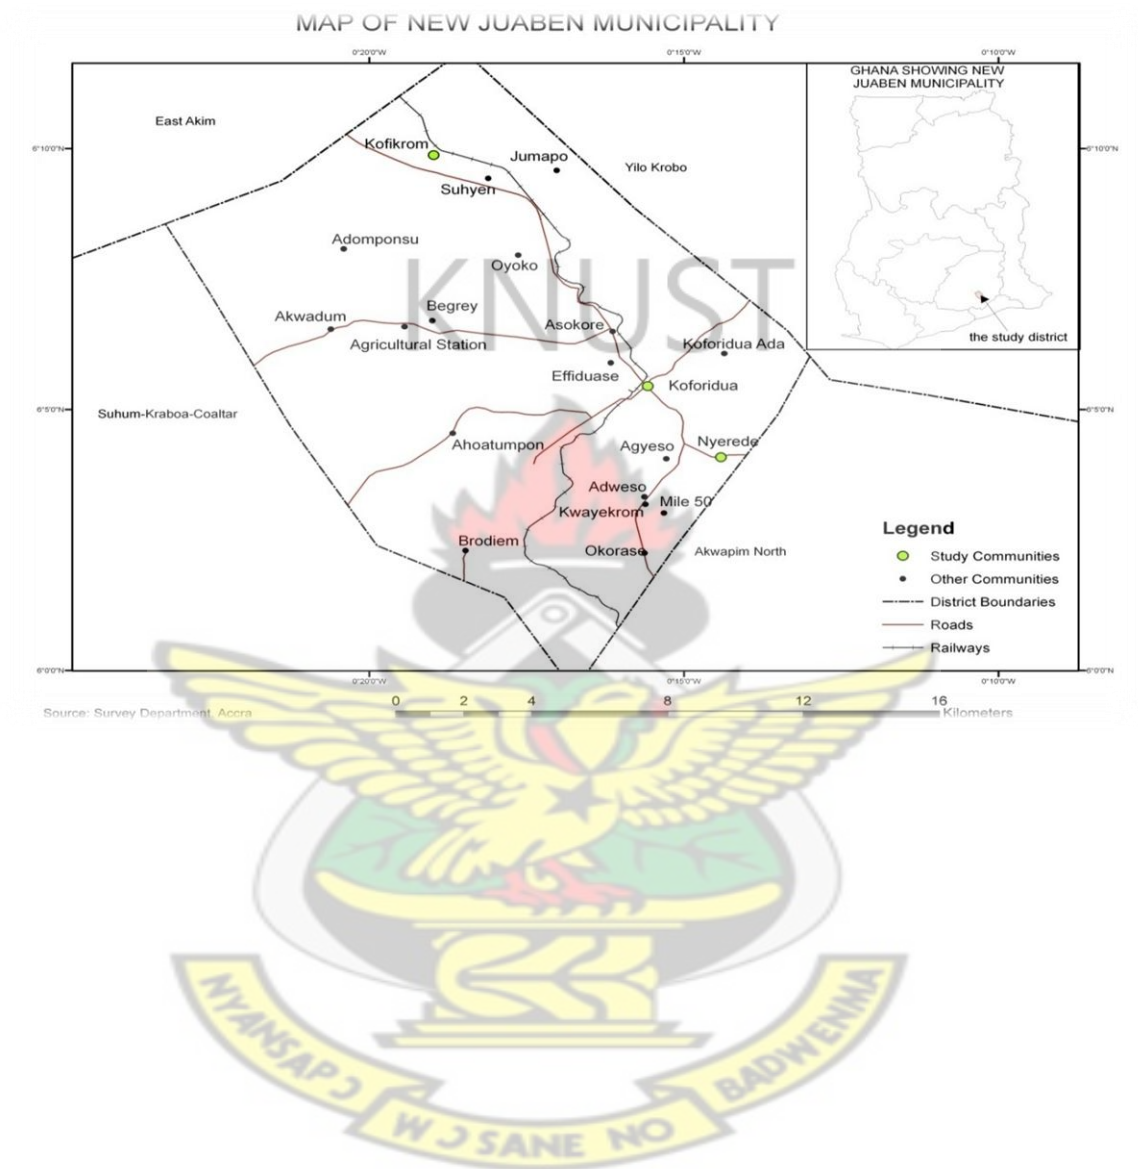 MAP OF NEW JUABEN MUNICIPALITY
0°20'0"W 0°15'0"W 0°10'0"W
GHANA SHOWING NEW
JUABEN MUNICIPALITY
East Akim
6°10'0"N 6°10'0"N
Kofikrom
Jumapo
Yilo Krobo
Suhyen
Adomponsu
Oyoko
KNUST
Begrey
Akwadum
Asokore
the study district
Agricultural Station
Koforidua Ada
Effiduase
Koforidua
6°5'0"N 6°5'0"N
Suhum-Kraboa-Coaltar
Ahoatumpon
Agyeso
Nyerede
Adweso
Mile 50
Kwayekrom
Brodiem
Okorase
Akwapim North
Legend
Study Communities
Other Communities
District Boundaries
Roads
Railways
6°0'0"N 6°0'0"N
0°20'0"W 0°15'0"W 0°10'0"W
0 2 4 8 12 16
Source: Survey Department, Accra
Kilometers
NYANSAPƆ
WƆSANE NO
BADWENMA